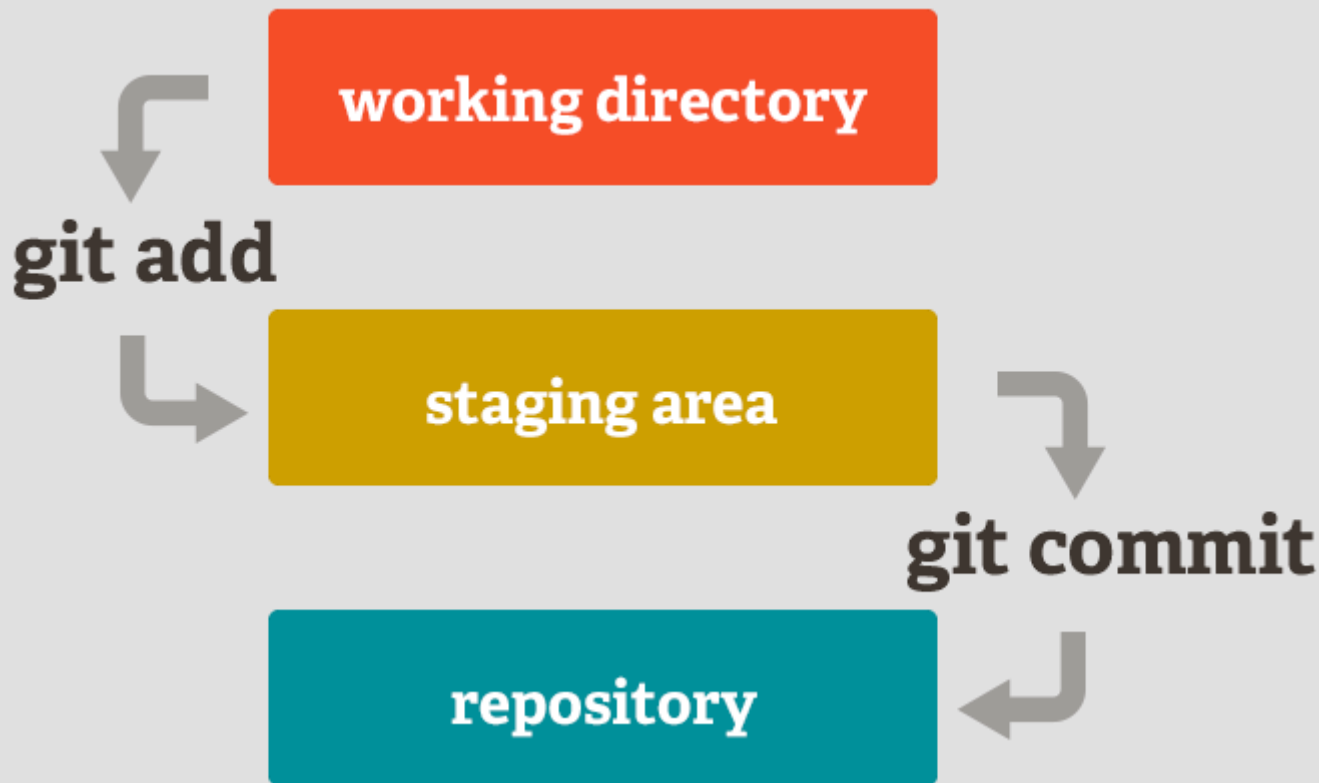 working directory
git add
staging area
git commit
repository